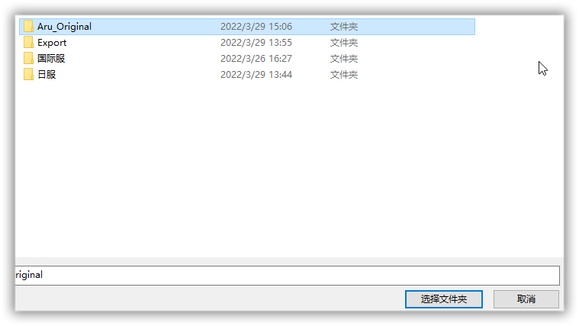 Aru_Original 2022/3/29 15:06 文件夹
Export 2022/3/29 13:55 文件夹
国际服 2022/3/26 16:27 文件夹
日服 2022/3/29 13:44 文件夹
riginal
选择文件夹 取消